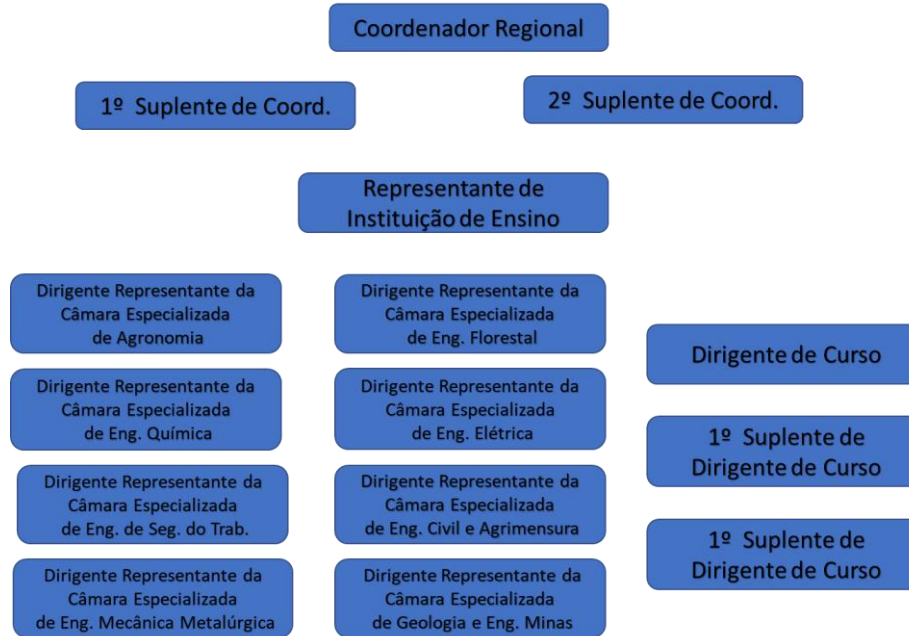 Coordenador Regional
1º Suplente de Coord.
2º Suplente de Coord.
Representante de
Instituição de Ensino
Dirigente Representante da
Câmara Especializada
de Agronomia
Dirigente Representante da
Câmara Especializada
de Eng. Florestal
Dirigente de Curso
Dirigente Representante da
Câmara Especializada
de Eng. Química
Dirigente Representante da
Câmara Especializada
de Eng. Elétrica
1º Suplente de
Dirigente de Curso
Dirigente Representante da
Câmara Especializada
de Eng. de Seg. do Trab.
Dirigente Representante da
Câmara Especializada
de Eng. Civil e Agrimensura
1º Suplente de
Dirigente de Curso
Dirigente Representante da
Câmara Especializada
de Eng. Mecânica Metalúrgica
Dirigente Representante da
Câmara Especializada
de Geologia e Eng. Minas